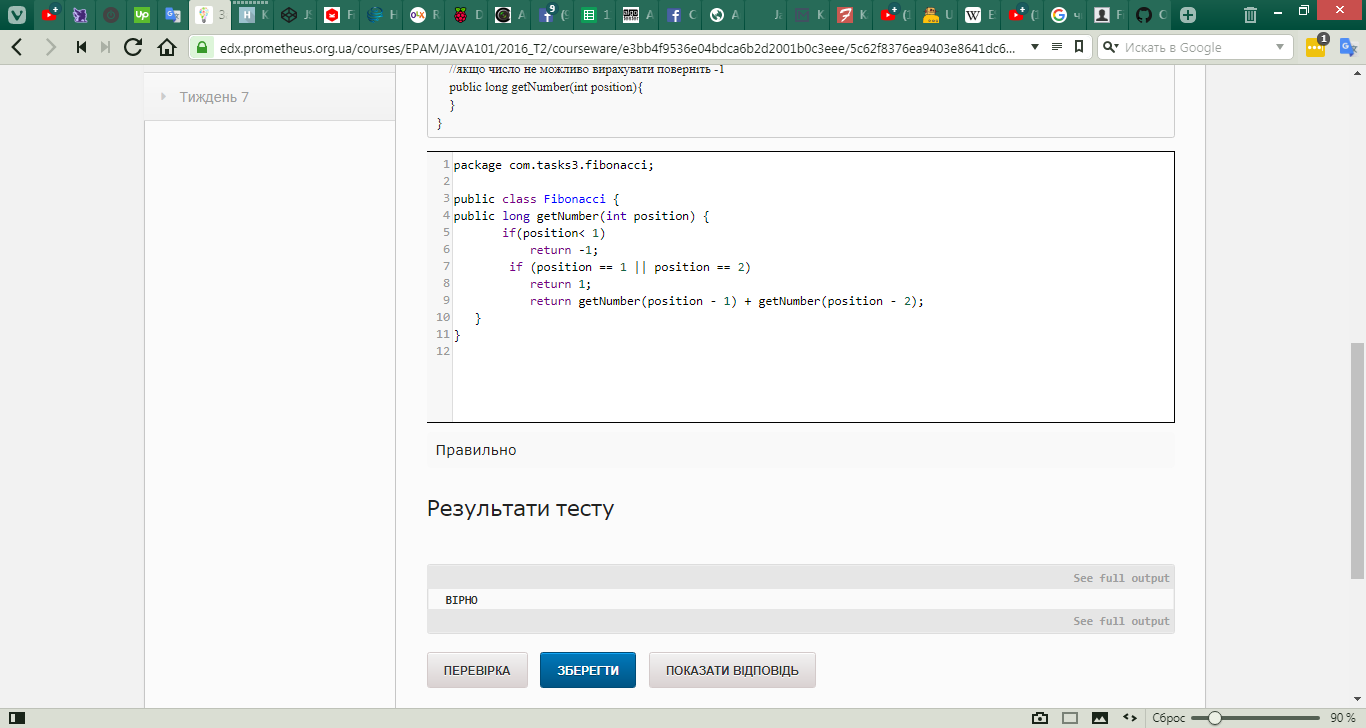 edx.prometheus.org.ua/courses/EPAM/JAVA101/2016_T2/courseware/e3bb4f9536e04bdca6b2d2001b0c3eee/5c62f8376ea9403e8641dc6...
Искать в Google
1
Тиждень 7
//якщо число не можливо вирахувати поверніть -1
public long getNumber(int position){
}
}
1 package com.tasks3.fibonacci;
2
3 public class Fibonacci {
4 public long getNumber(int position) {
5 if(position< 1)
6 return -1;
7 if (position == 1 || position == 2)
8 return 1;
9 return getNumber(position - 1) + getNumber(position - 2);
10 }
11 }
12
Правильно
Результати тесту
See full output
ВІРНО
See full output
ПЕРЕВІРКА ЗБЕРЕГТИ ПОКАЗАТИ ВІДПОВІДЬ
Сброс 90 %